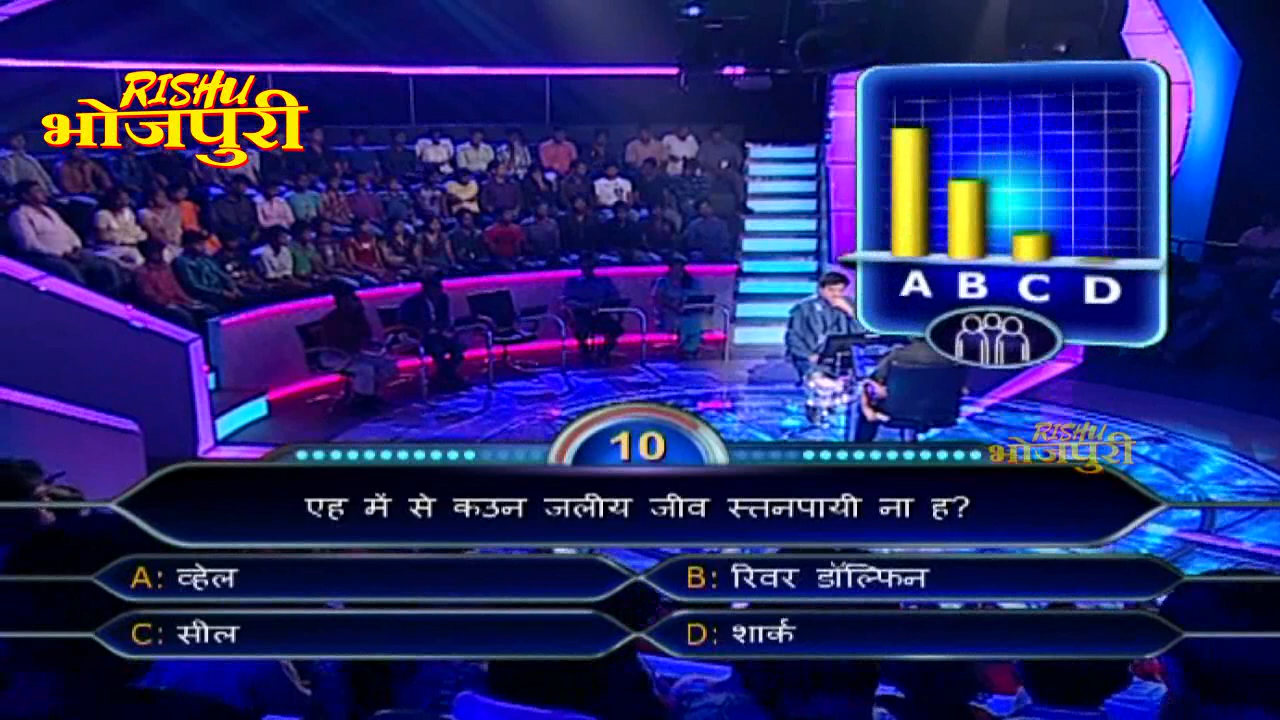 RISHU
भोजपुरी
A B C D
10
RISHU
भोजपुरी
एह में से कउन जलीय जीव स्तनपायी ना ह?
A: व्हेल
B: रिवर डॉल्फिन
C: सील
D: शार्क